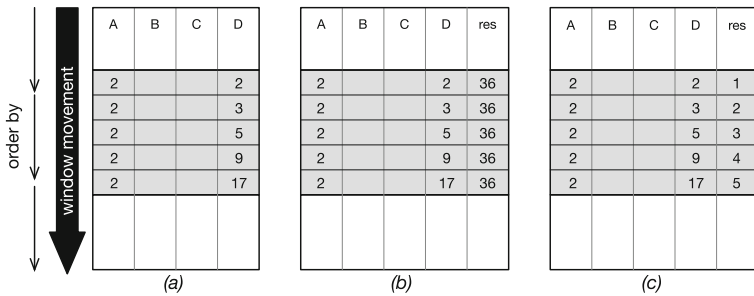 order by
window movement
A B C D
2 2
2 3
2 5
2 9
2 17
(a)
A B C D res
2 2 36
2 3 36
2 5 36
2 9 36
2 17 36
(b)
A B C D res
2 2 1
2 3 2
2 5 3
2 9 4
2 17 5
(c)